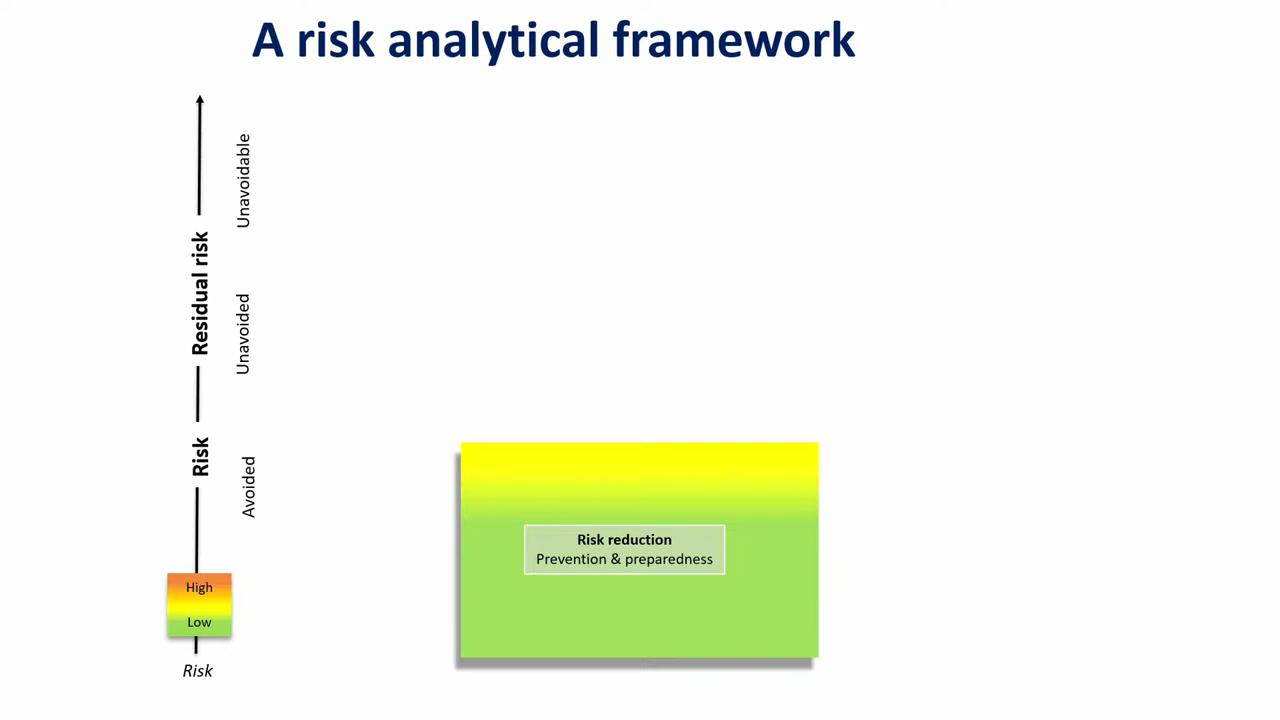 A risk analytical framework
Unavoidable
Residual risk
Unavoided
Risk
Avoided
Risk reduction
Prevention & preparedness
High
Low
Risk